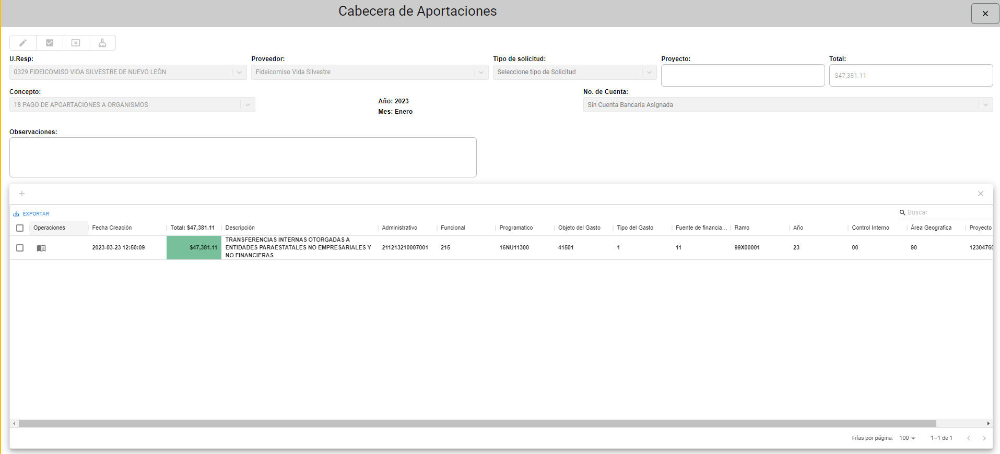 Cabecera de Aportaciones
U.Resp:
Proveedor:
Tipo de solicitud:
Proyecto:
Total:
0329 FIDEICOMISO VIDA SILVESTRE DE NUEVO LEÓN
Fideicomiso Vida Silvestre
Seleccione tipo de Solicitud
$47,381.11
Concepto:
No. de Cuenta:
18 PAGO DE APOARTACIONES A ORGANISMOS
Año: 2023
Mes: Enero
Sin Cuenta Bancaria Asignada
Observaciones:
EXPORTAR
Buscar
Operaciones
Fecha Creación
Total: $47,381.11
Descripción
Administrativo
Funcional
Programatico
Objeto del Gasto
Tipo del Gasto
Fuente de financia...
Ramo
Año
Control Interno
Área Geografica
Proyecto
2023-03-23 12:50:09
$47,381.11
TRANSFERENCIAS INTERNAS OTORGADAS A
ENTIDADES PARAESTATALES NO EMPRESARIALES Y
NO FINANCIERAS
211213210007001
215
16NU11300
41501
1
11
99X00001
23
00
90
12304760
Filas por página:
100
1–1 de 1